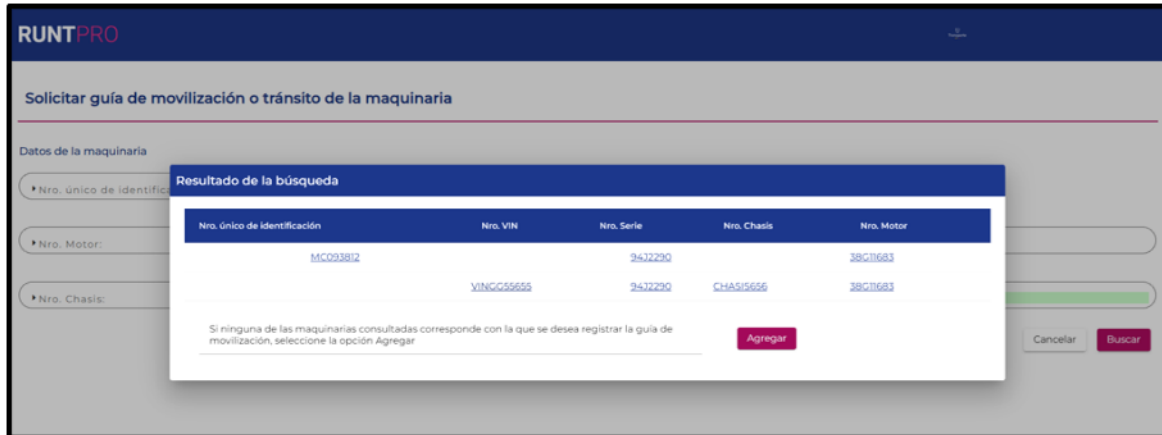 RUNTPRO
Solicitar guía de movilización o tránsito de la maquinaria
Datos de la maquinaria
Nro. único de identifica
Resultado de la búsqueda
Nro. único de identificación Nro. VIN Nro. Serie Nro. Chasis Nro. Motor
MC093812 94J2290 38G11683
VINGG55655 94J2290 CHASIS656 38G11683
Nro. Motor:
Nro. Chasis:
Si ninguna de las maquinarias consultadas corresponde con la que se desea registrar la guía de
movilización, seleccione la opción Agregar
Agregar
Cancelar Buscar